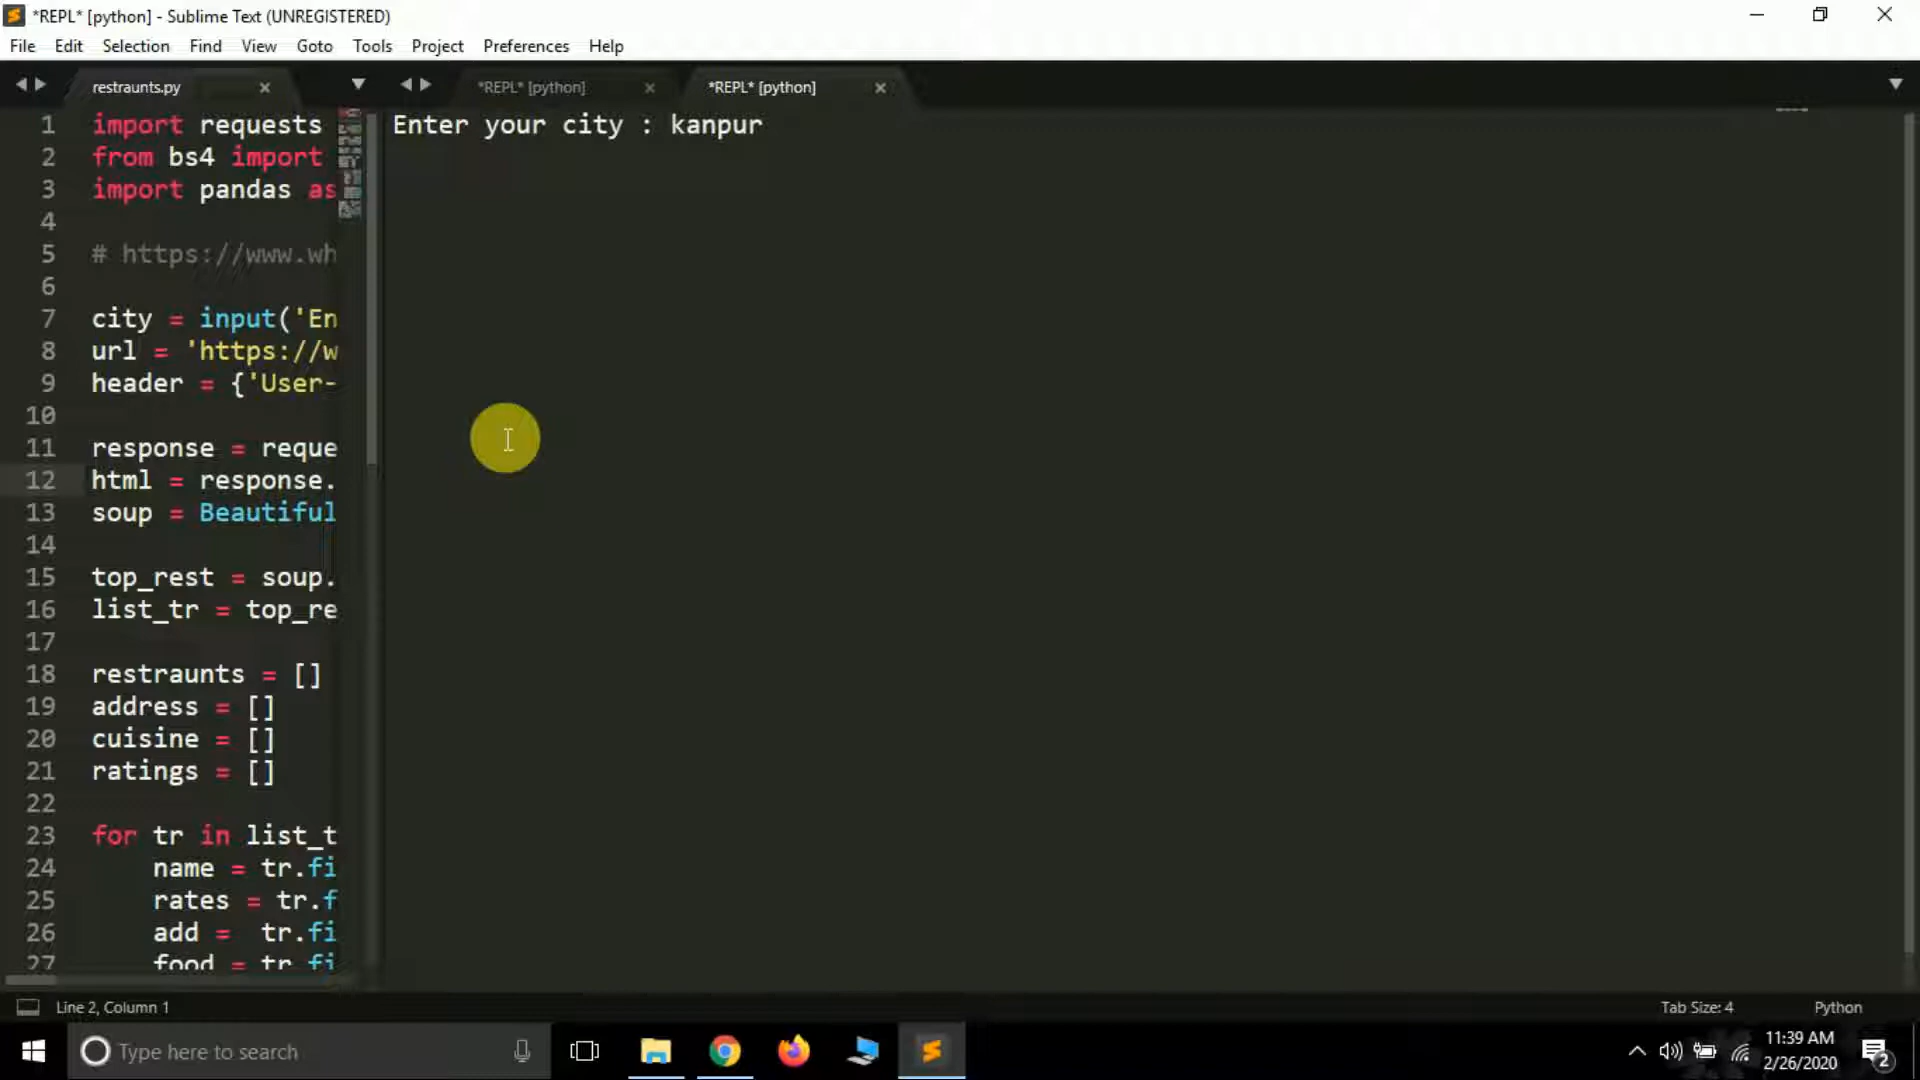 *REPL* [python] - Sublime Text (UNREGISTERED)
File Edit Selection Find View Goto Tools Project Preferences Help
restraunts.py
*REPL* [python]
*REPL* [python]
1 import requests
2 from bs4 import
3 import pandas as
4
5 # https://www.wh
6
7 city = input('En
8 url = 'https://w
9 header = {'User-
10
11 response = reque
12 html = response.
13 soup = Beautiful
14
15 top_rest = soup.
16 list_tr = top_re
17
18 restraunts = []
19 address = []
20 cuisine = []
21 ratings = []
22
23 for tr in list_t
24 name = tr.fi
25 rates = tr.f
26 add =  tr.fi
27 food = tr.fi
Enter your city : kanpur
Line 2, Column 1
Tab Size: 4
Python
Type here to search
11:39 AM
2/26/2020
2